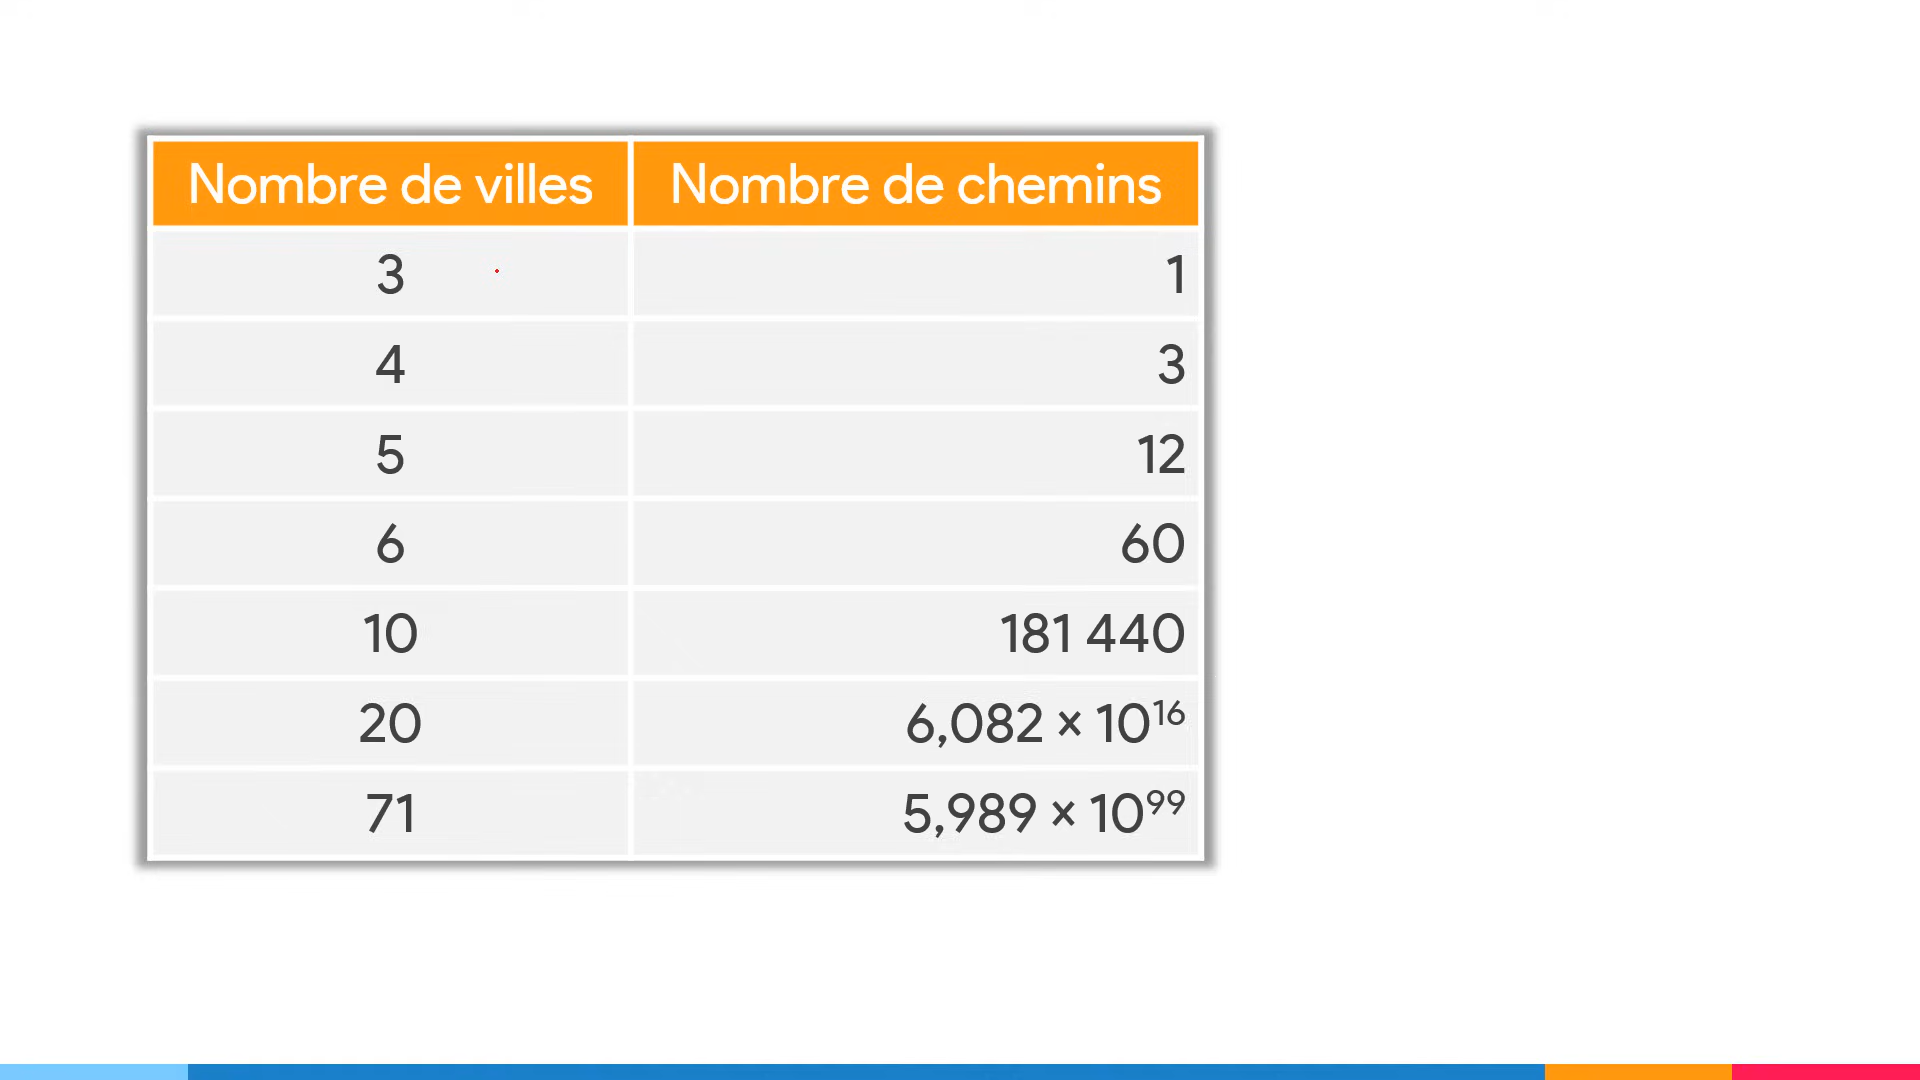 Nombre de villes Nombre de chemins
3 1
4 3
5 12
6 60
10 181 440
20 6,082 × 10¹⁶
71 5,989 × 10⁹⁹